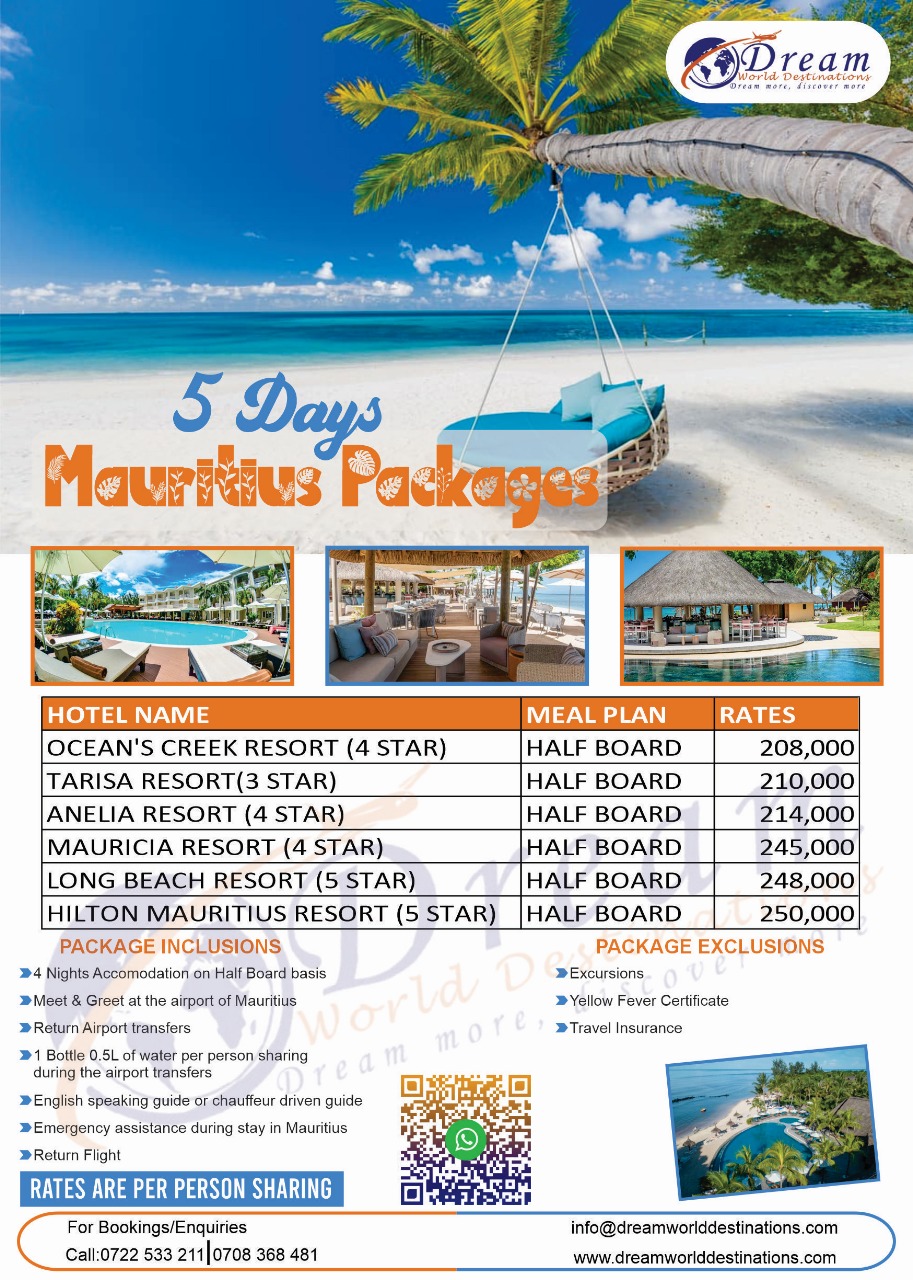 Dream
World Destinations
Dream more, discover more
5 Days
Mauritius Packages
HOTEL NAME MEAL PLAN RATES
OCEAN'S CREEK RESORT (4 STAR) HALF BOARD 208,000
TARISA RESORT(3 STAR) HALF BOARD 210,000
ANELIA RESORT (4 STAR) HALF BOARD 214,000
MAURICIA RESORT (4 STAR) HALF BOARD 245,000
LONG BEACH RESORT (5 STAR) HALF BOARD 248,000
HILTON MAURITIUS RESORT (5 STAR) HALF BOARD 250,000
PACKAGE INCLUSIONS
4 Nights Accomodation on Half Board basis
Meet & Greet at the airport of Mauritius
Return Airport transfers
1 Bottle 0.5L of water per person sharing
during the airport transfers
English speaking guide or chauffeur driven guide
Emergency assistance during stay in Mauritius
Return Flight
PACKAGE EXCLUSIONS
Excursions
Yellow Fever Certificate
Travel Insurance
Dream
World Destinations
Dream more, discover more
RATES ARE PER PERSON SHARING
For Bookings/Enquiries
Call:0722 533 211|0708 368 481
info@dreamworlddestinations.com
www.dreamworlddestinations.com